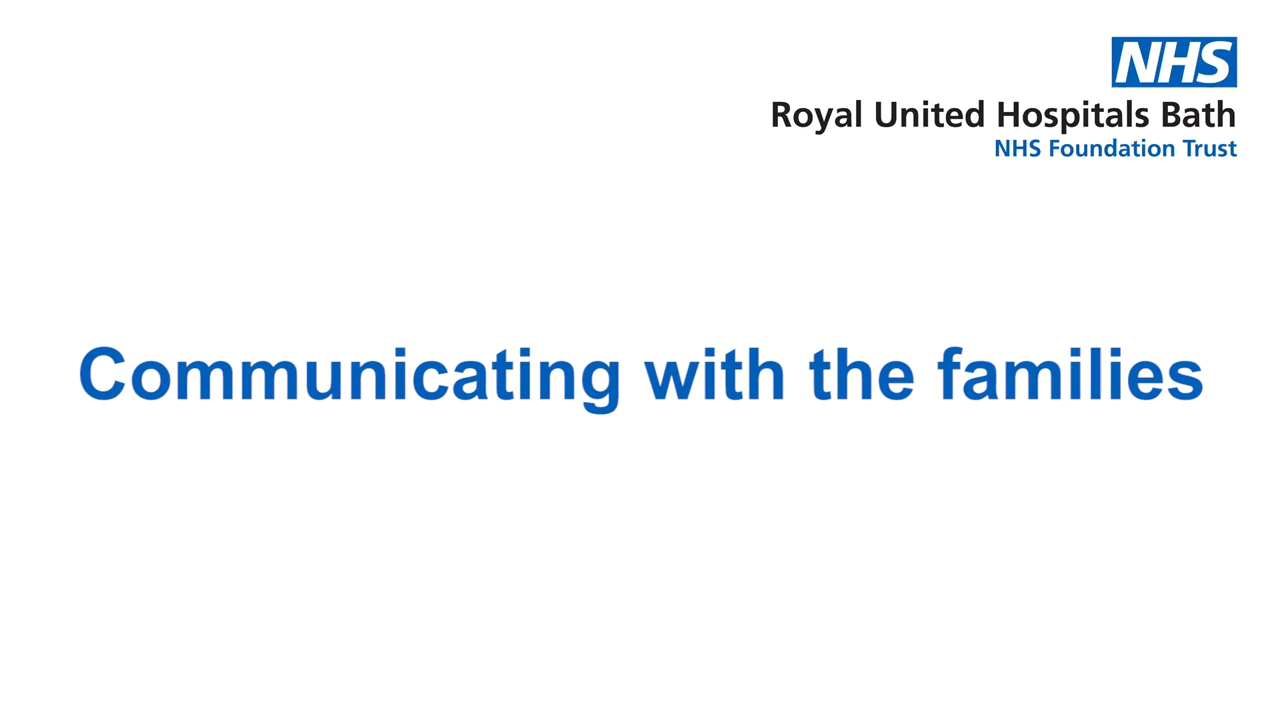 NHS
Royal United Hospitals Bath
NHS Foundation Trust
Communicating with the families